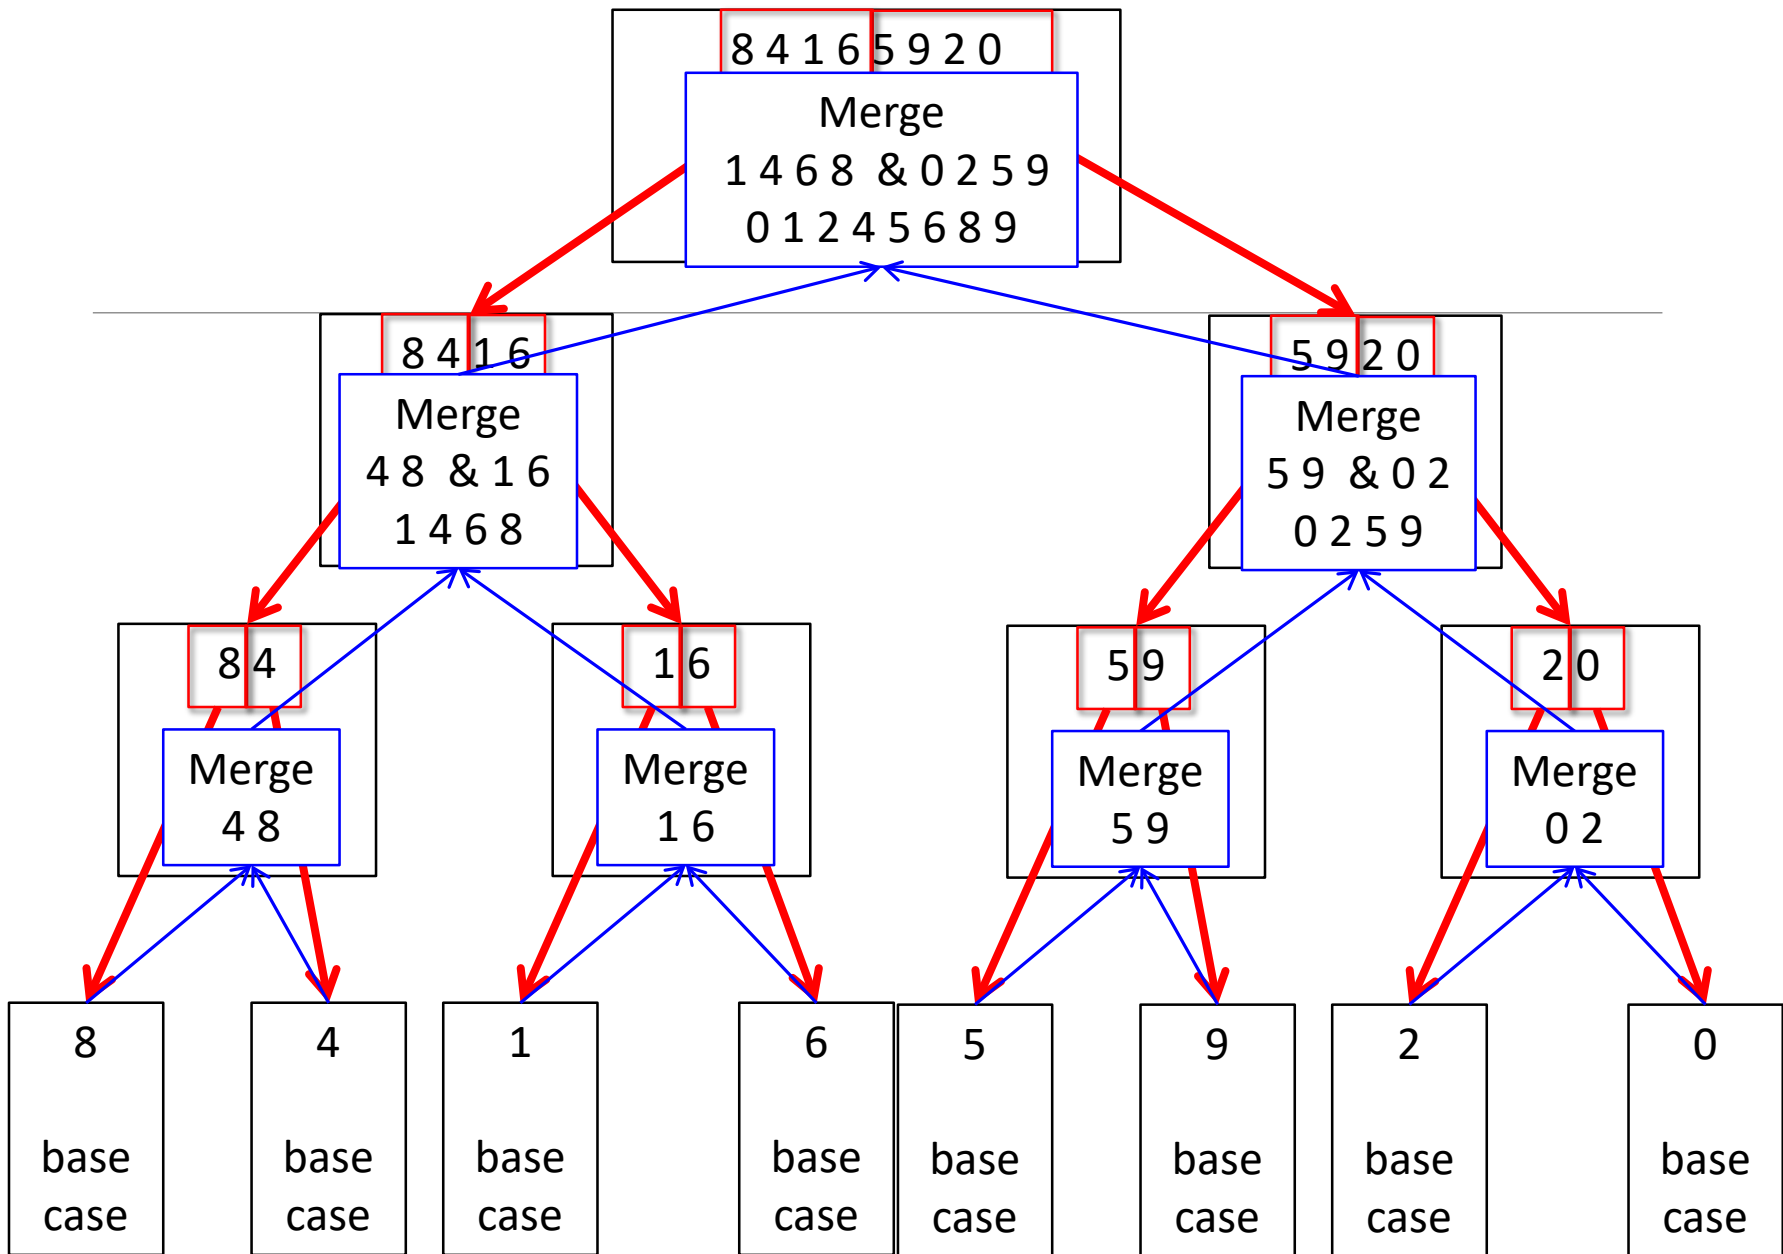 8 4 1 6 5 9 2 0
Merge
1 4 6 8 & 0 2 5 9
0 1 2 4 5 6 8 9
8 4 1 6
Merge
4 8 & 1 6
1 4 6 8
5 9 2 0
Merge
5 9 & 0 2
0 2 5 9
8 4
Merge
4 8
1 6
Merge
1 6
5 9
Merge
5 9
2 0
Merge
0 2
8
base
case
4
base
case
1
base
case
6
base
case
5
base
case
9
base
case
2
base
case
0
base
case